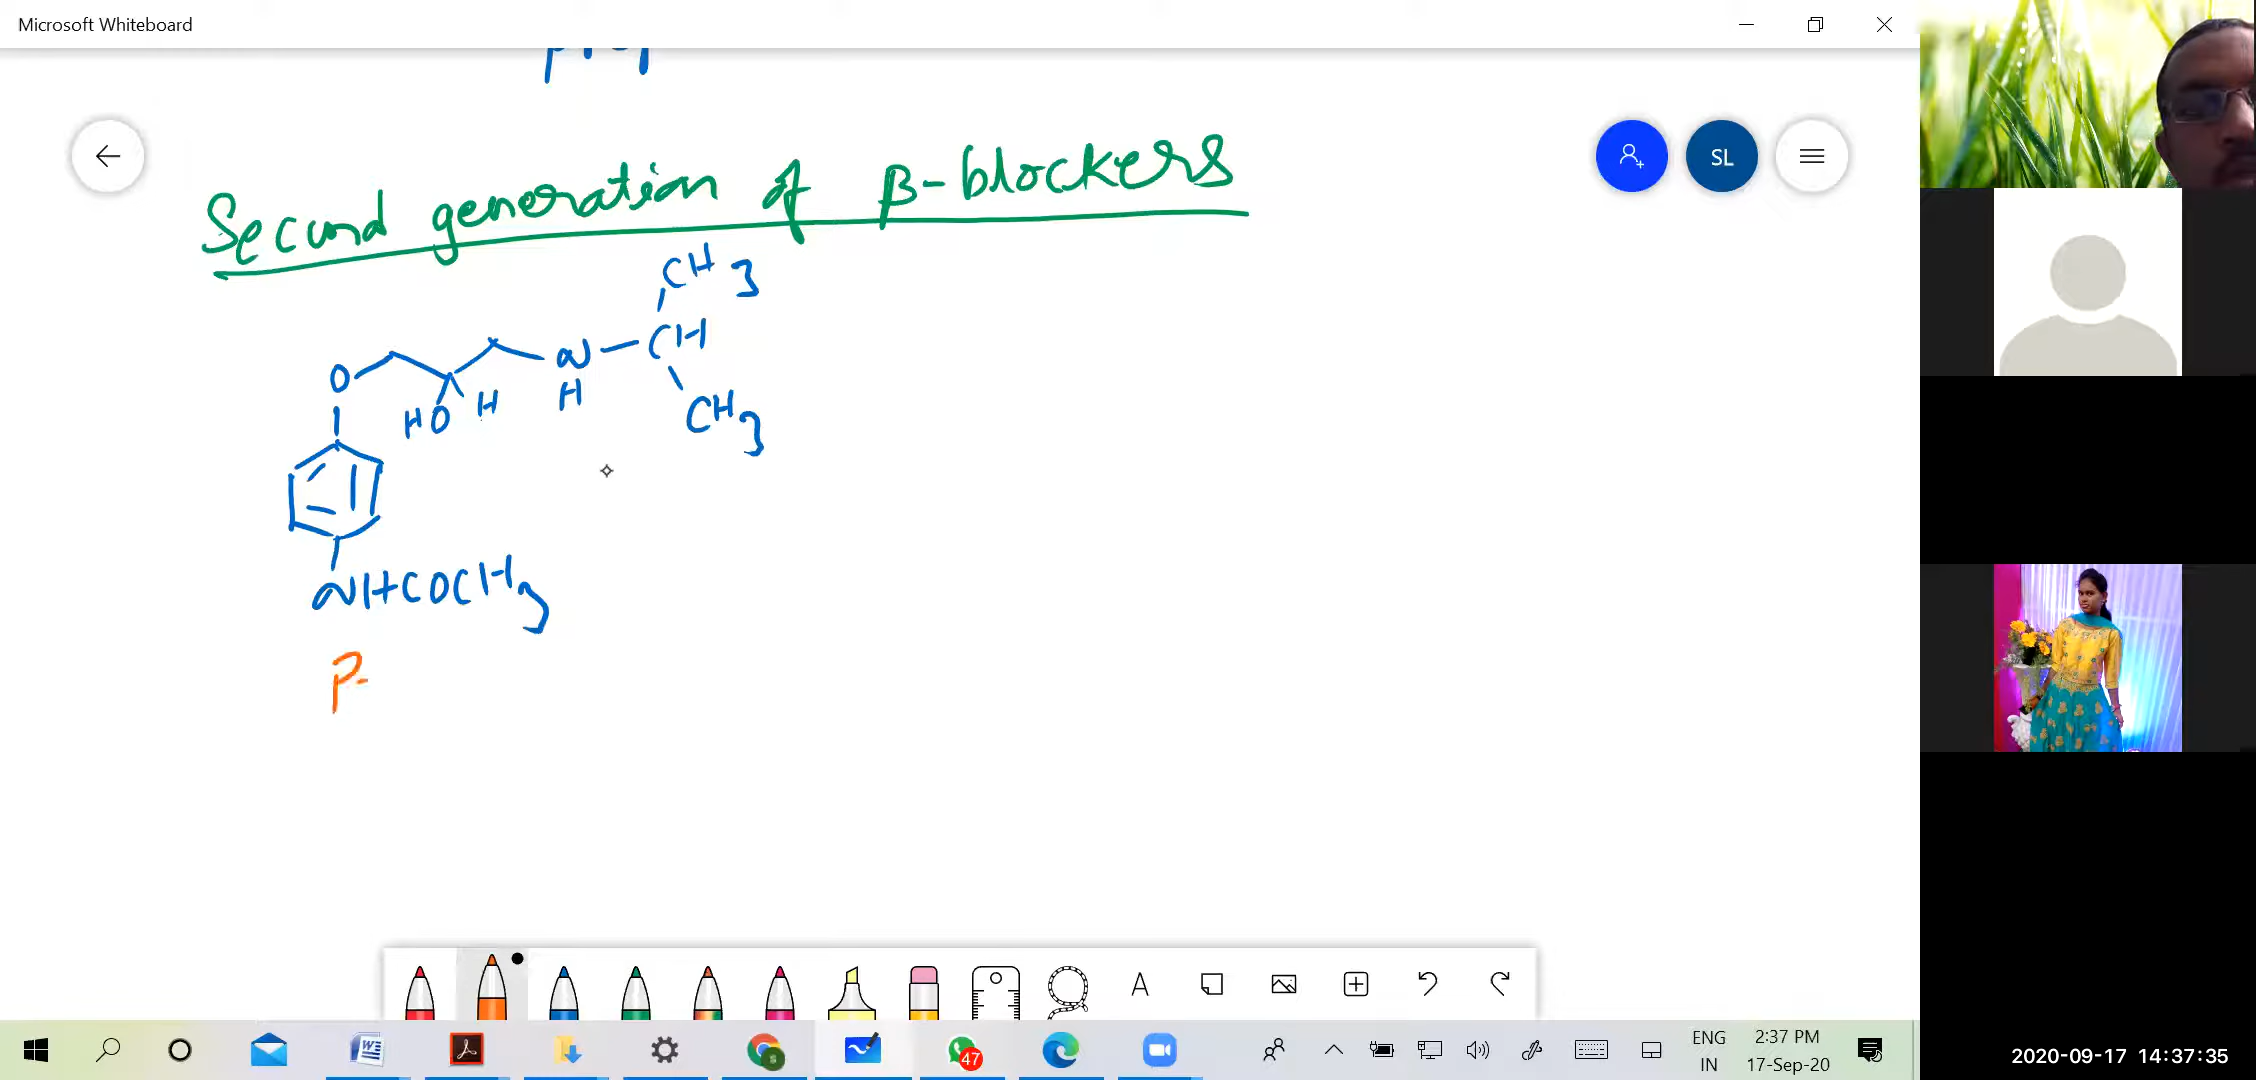 Microsoft Whiteboard
Second generation of β-blockers
SL
CH3
O
N
CH
HO
H
H
CH3
NHCOCH3
P-
A
47
ENG
IN
2:37 PM
17-Sep-20
2020-09-17 14:37:35